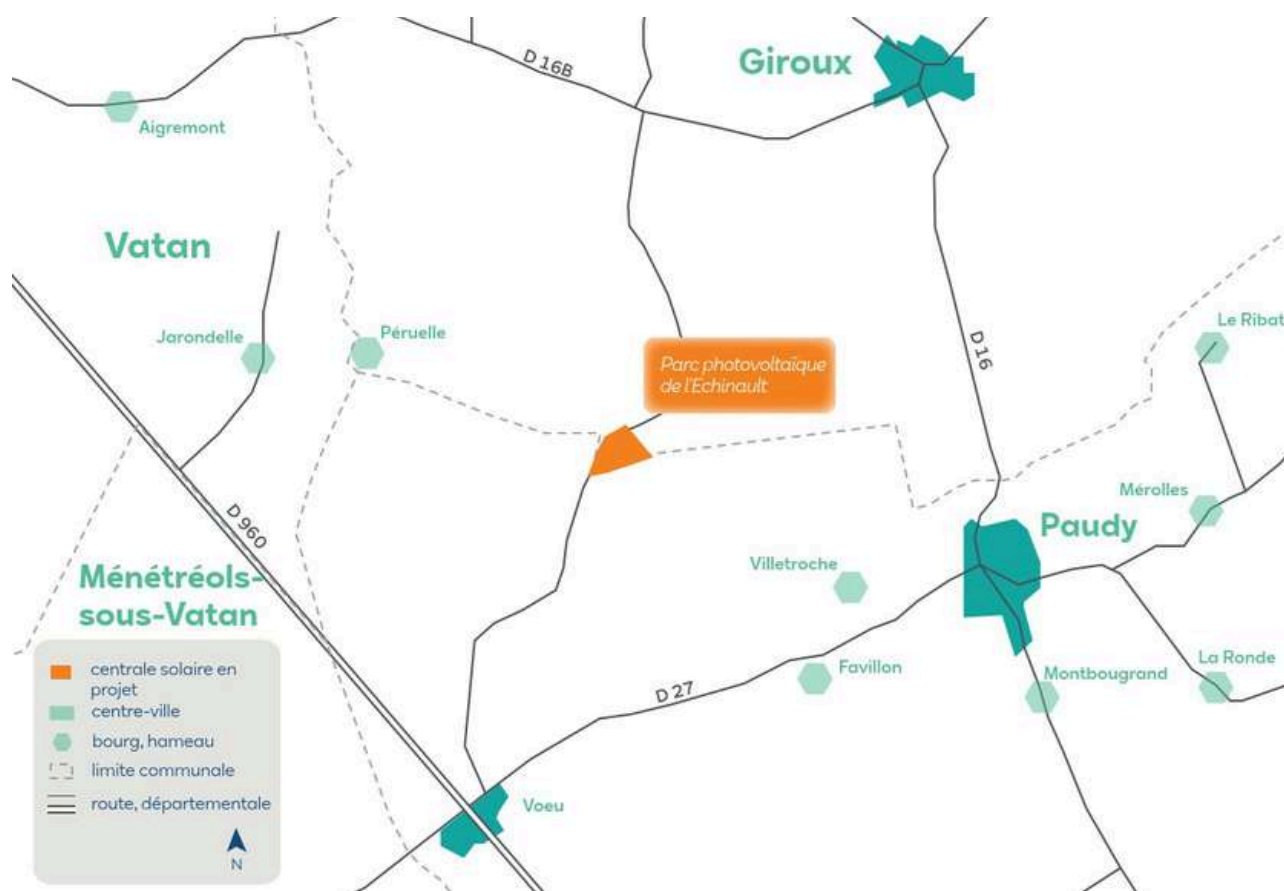 D 16B
Giroux
Aigremont
Vatan
Jarondelle
Péruelle
Parc photovoltaïque
de l'Echinault
D 16
Le Ribat
D 960
Mérolles
Paudy
Villetroche
Ménétréols-
sous-Vatan
La Ronde
Favillon
Montbougrand
D 27
Voeu
centrale solaire en
projet
centre-ville
bourg, hameau
limite communale
route, départementale
N